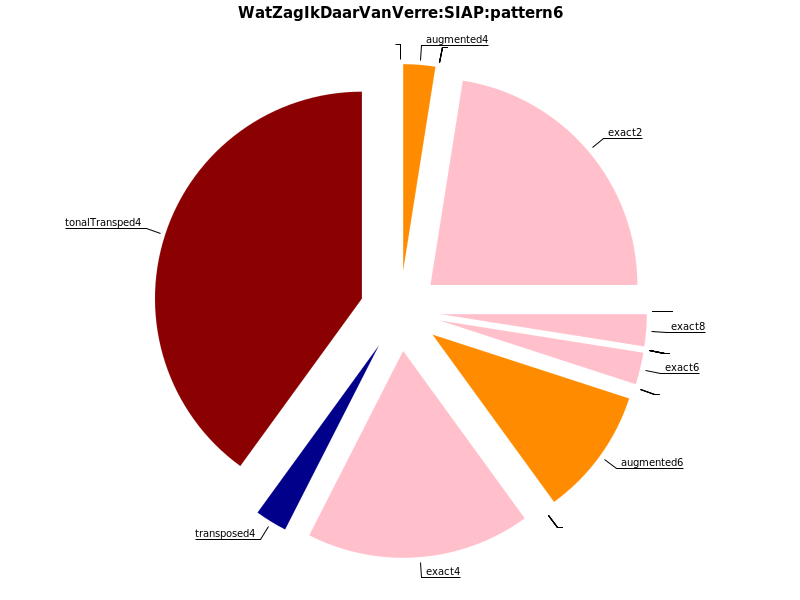 WatZagIkDaarVanVerre:SIAP:pattern6
augmented4
exact2
tonalTransped4
exact8
exact6
augmented6
transposed4
exact4